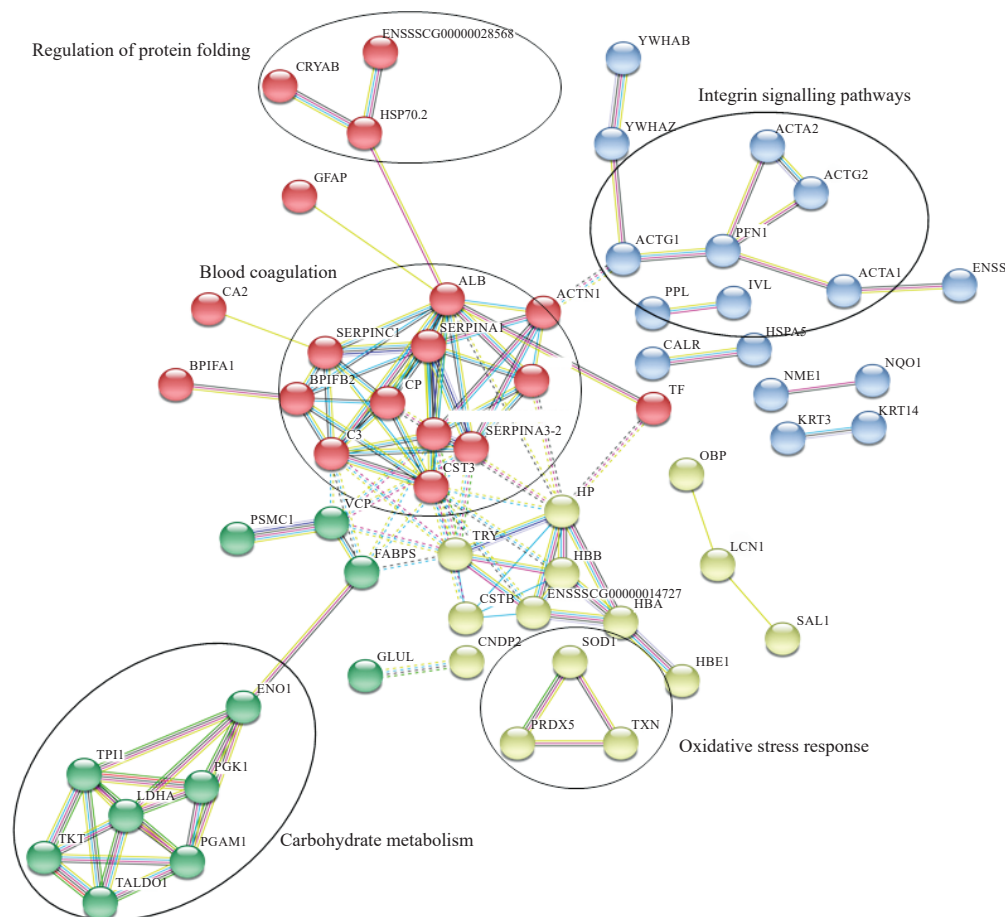 ENSSSCG00000028568
Regulation of protein folding
YWHAB
CRYAB
Integrin signalling pathways
HSP70.2
YWHAZ
ACTA2
ACTG2
GFAP
ACTG1
PFN1
Blood coagulation
ALB
ACTN1
ACTA1
ENSS
CA2
PPL
IVL
SERPINC1
SERPINA1
HSPA5
CALR
BPIFA1
BPIFB2
CP
TF
NME1
NQO1
KRT3
KRT14
C3
SERPINA3-2
CST3
OBP
VCP
HP
PSMC1
TRY
FABPS
HBB
LCN1
CSTB
ENSSSCG00000014727
HBA
SAL1
GLUL
CNDP2
SOD1
HBE1
ENO1
PRDX5
TXN
Oxidative stress response
TPI1
PGK1
LDHA
TKT
PGAM1
Carbohydrate metabolism
TALDO1